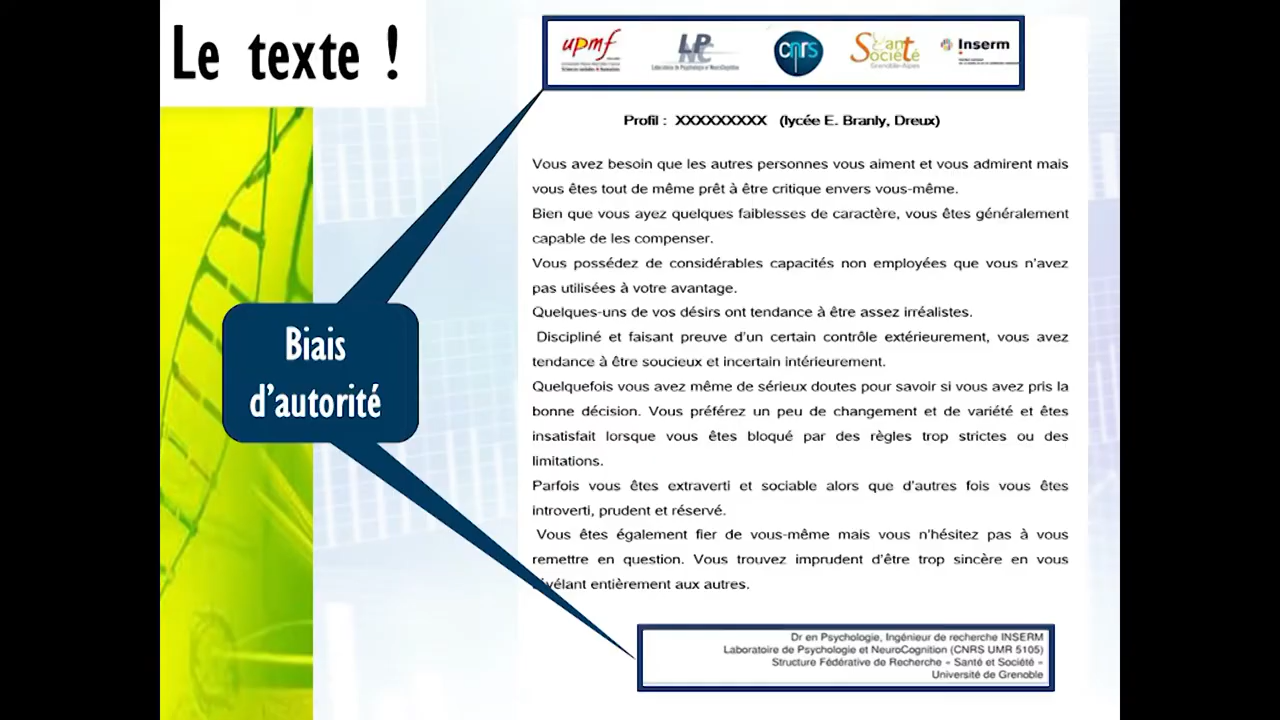 Le texte !
upmf
LPNC
Laboratoire de Psychologie et NeuroCognition
cnrs
Santé
Société
Grenoble-Alpes
Inserm
Profil : XXXXXXXXX (lycée E. Branly, Dreux)
Vous avez besoin que les autres personnes vous aiment et vous admirent mais
vous êtes tout de même prêt à être critique envers vous-même.
Bien que vous ayez quelques faiblesses de caractère, vous êtes généralement
capable de les compenser.
Vous possédez de considérables capacités non employées que vous n'avez
pas utilisées à votre avantage.
Quelques-uns de vos désirs ont tendance à être assez irréalistes.
Discipliné et faisant preuve d'un certain contrôle extérieurement, vous avez
tendance à être soucieux et incertain intérieurement.
Quelquefois vous avez même de sérieux doutes pour savoir si vous avez pris la
bonne décision. Vous préférez un peu de changement et de variété et êtes
insatisfait lorsque vous êtes bloqué par des règles trop strictes ou des
limitations.
Parfois vous êtes extraverti et sociable alors que d'autres fois vous êtes
introverti, prudent et réservé.
Vous êtes également fier de vous-même mais vous n'hésitez pas à vous
remettre en question. Vous trouvez imprudent d'être trop sincère en vous
révélant entièrement aux autres.
Biais
d'autorité
Dr en Psychologie, Ingénieur de recherche INSERM
Laboratoire de Psychologie et NeuroCognition (CNRS UMR 5105)
Structure Fédérative de Recherche « Santé et Société »
Université de Grenoble